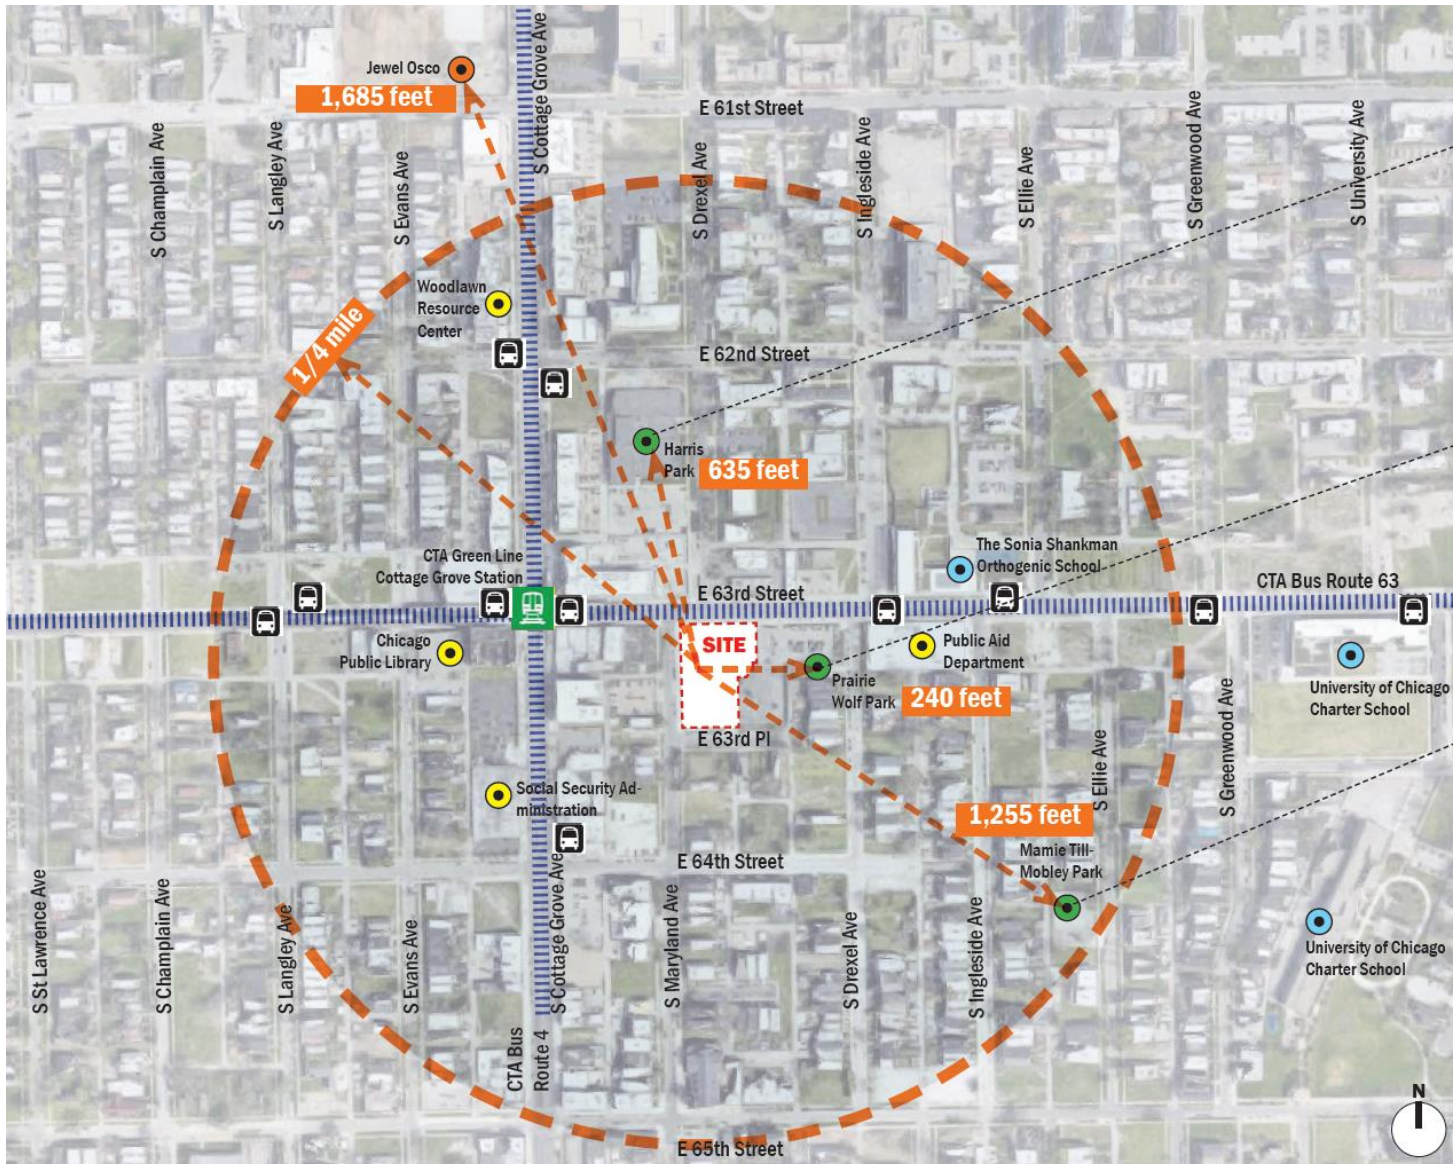 Jewel Osco
1,685 feet
S Cottage Grove Ave
E 61st Street
S Champlain Ave
S Langley Ave
S Evans Ave
S Drexel Ave
S Ingleside Ave
S Ellie Ave
S Greenwood Ave
S University Ave
Woodlawn
Resource
Center
1/4 mile
E 62nd Street
Harris
Park
635 feet
CTA Green Line
Cottage Grove Station
The Sonia Shankman
Orthogenic School
E 63rd Street
CTA Bus Route 63
SITE
Chicago
Public Library
Public Aid
Department
Prairie
Wolf Park
240 feet
University of Chicago
Charter School
E 63rd Pl
S Ellie Ave
S Greenwood Ave
Social Security Ad-
ministration
1,255 feet
Mamie Till-
Mobley Park
E 64th Street
S St Lawrence Ave
S Champlain Ave
S Langley Ave
S Evans Ave
S Cottage Grove Ave
S Maryland Ave
S Drexel Ave
S Ingleside Ave
University of Chicago
Charter School
CTA Bus
Route 4
N
E 65th Street